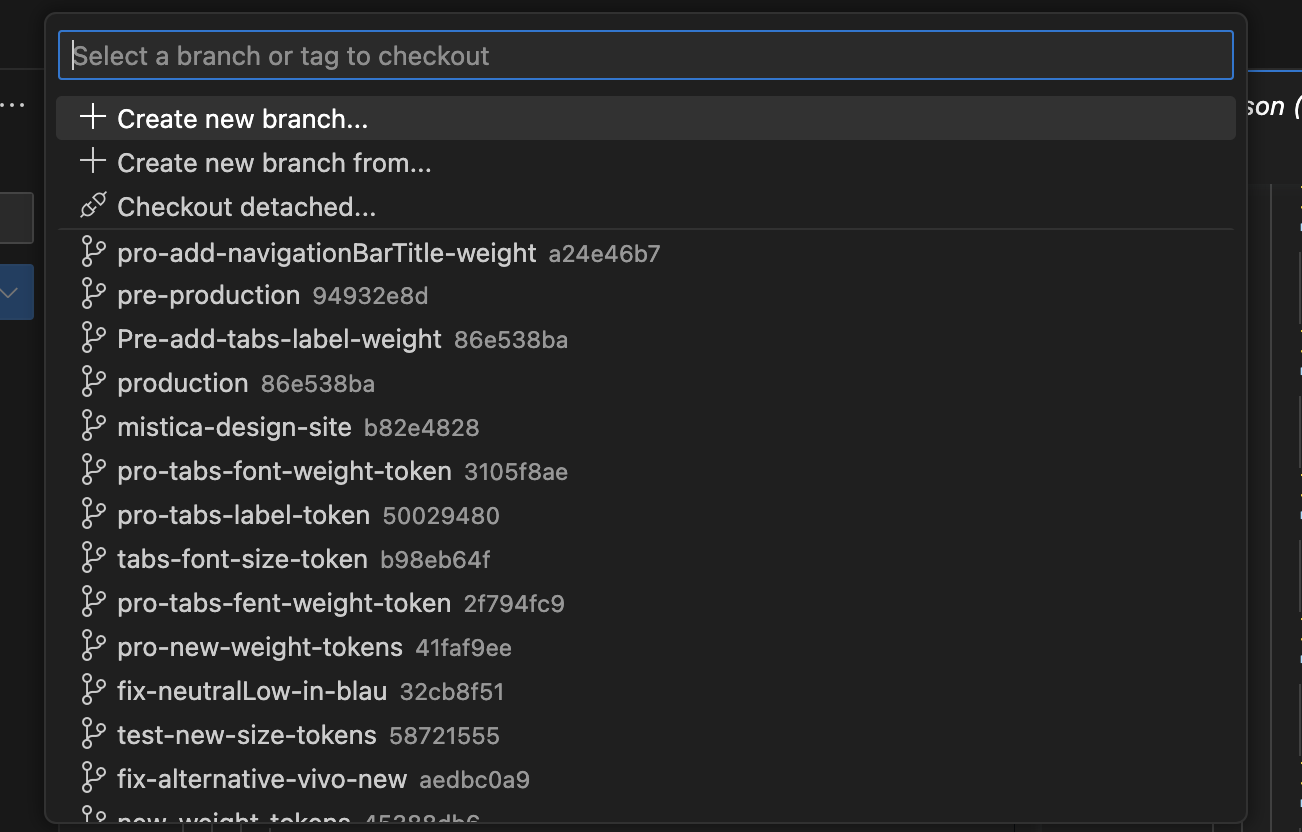 Select a branch or tag to checkout
...
son (
Create new branch...
Create new branch from...
Checkout detached...
pro-add-navigationBarTitle-weight a24e46b7
pre-production 94932e8d
Pre-add-tabs-label-weight 86e538ba
production 86e538ba
mistica-design-site b82e4828
pro-tabs-font-weight-token 3105f8ae
pro-tabs-label-token 50029480
tabs-font-size-token b98eb64f
pro-tabs-fent-weight-token 2f794fc9
pro-new-weight-tokens 41faf9ee
fix-neutralLow-in-blau 32cb8f51
test-new-size-tokens 58721555
fix-alternative-vivo-new aedbc0a9
new-weight-tokens